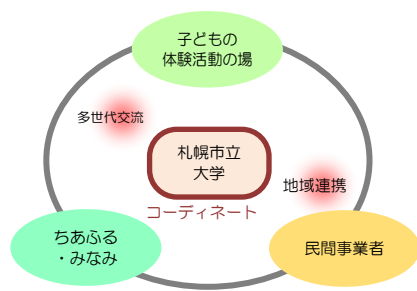 子どもの
体験活動の場
多世代交流
札幌市立
大学
地域連携
コーディネート
ちあふる
・みなみ
民間事業者